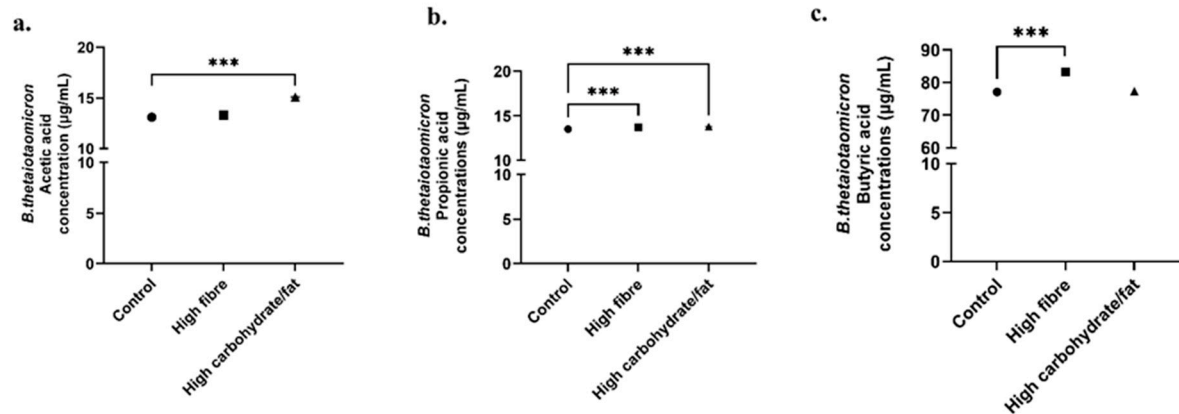 a.
B.thetaiotaomicron
Acetic acid
concentration (µg/mL)
20
15
10
10
5
0
***
Control
High fibre
High carbohydrate/fat
b.
B.thetaiotaomicron
Propionic acid
concentrations (µg/mL)
20
15
10
10
5
0
***
***
Control
High fibre
High carbohydrate/fat
c.
B.thetaiotaomicron
Butyric acid
concentrations (µg/mL)
90
80
70
60
10
5
0
***
Control
High fibre
High carbohydrate/fat